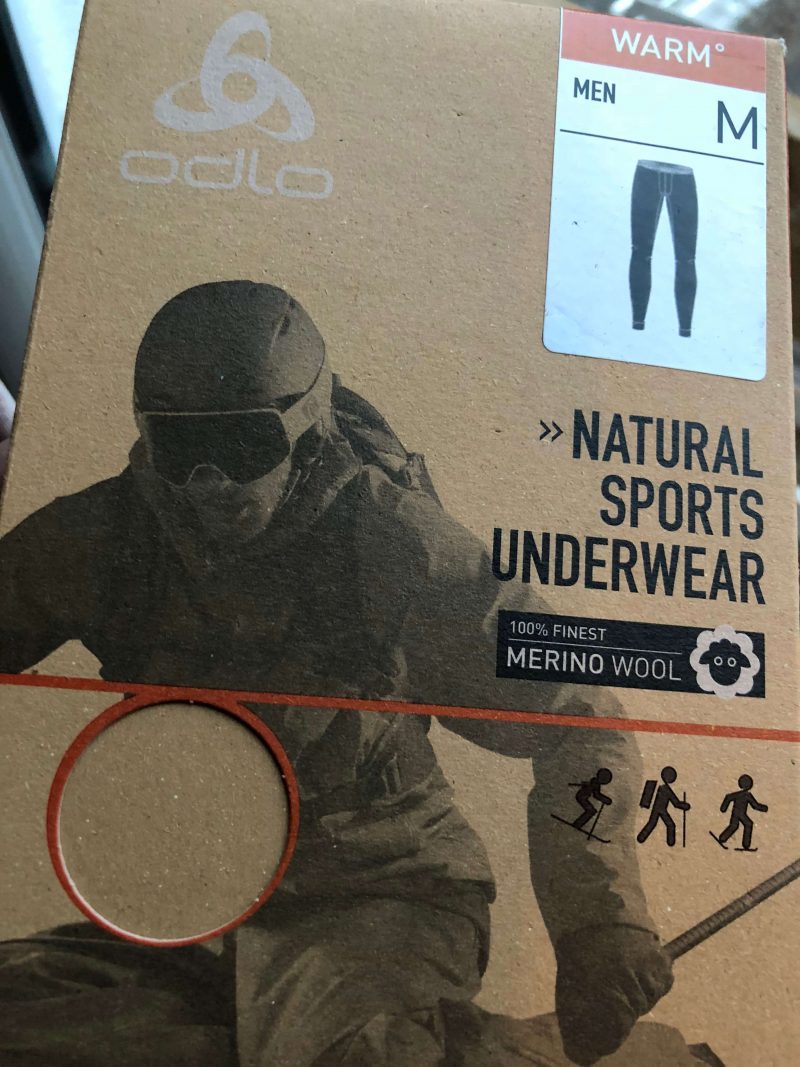 odlo
WARM°
MEN
M
» NATURAL
SPORTS
UNDERWEAR
100% FINEST
MERINO WOOL